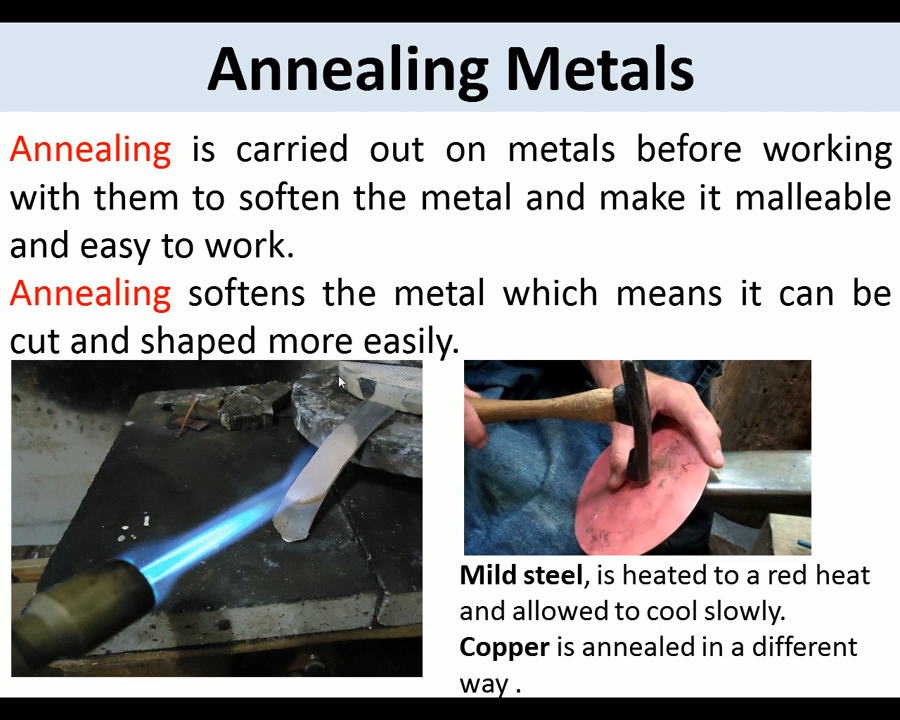 Annealing Metals
Annealing is carried out on metals before working
with them to soften the metal and make it malleable
and easy to work.
Annealing softens the metal which means it can be
cut and shaped more easily.
Mild steel, is heated to a red heat
and allowed to cool slowly.
Copper is annealed in a different
way .